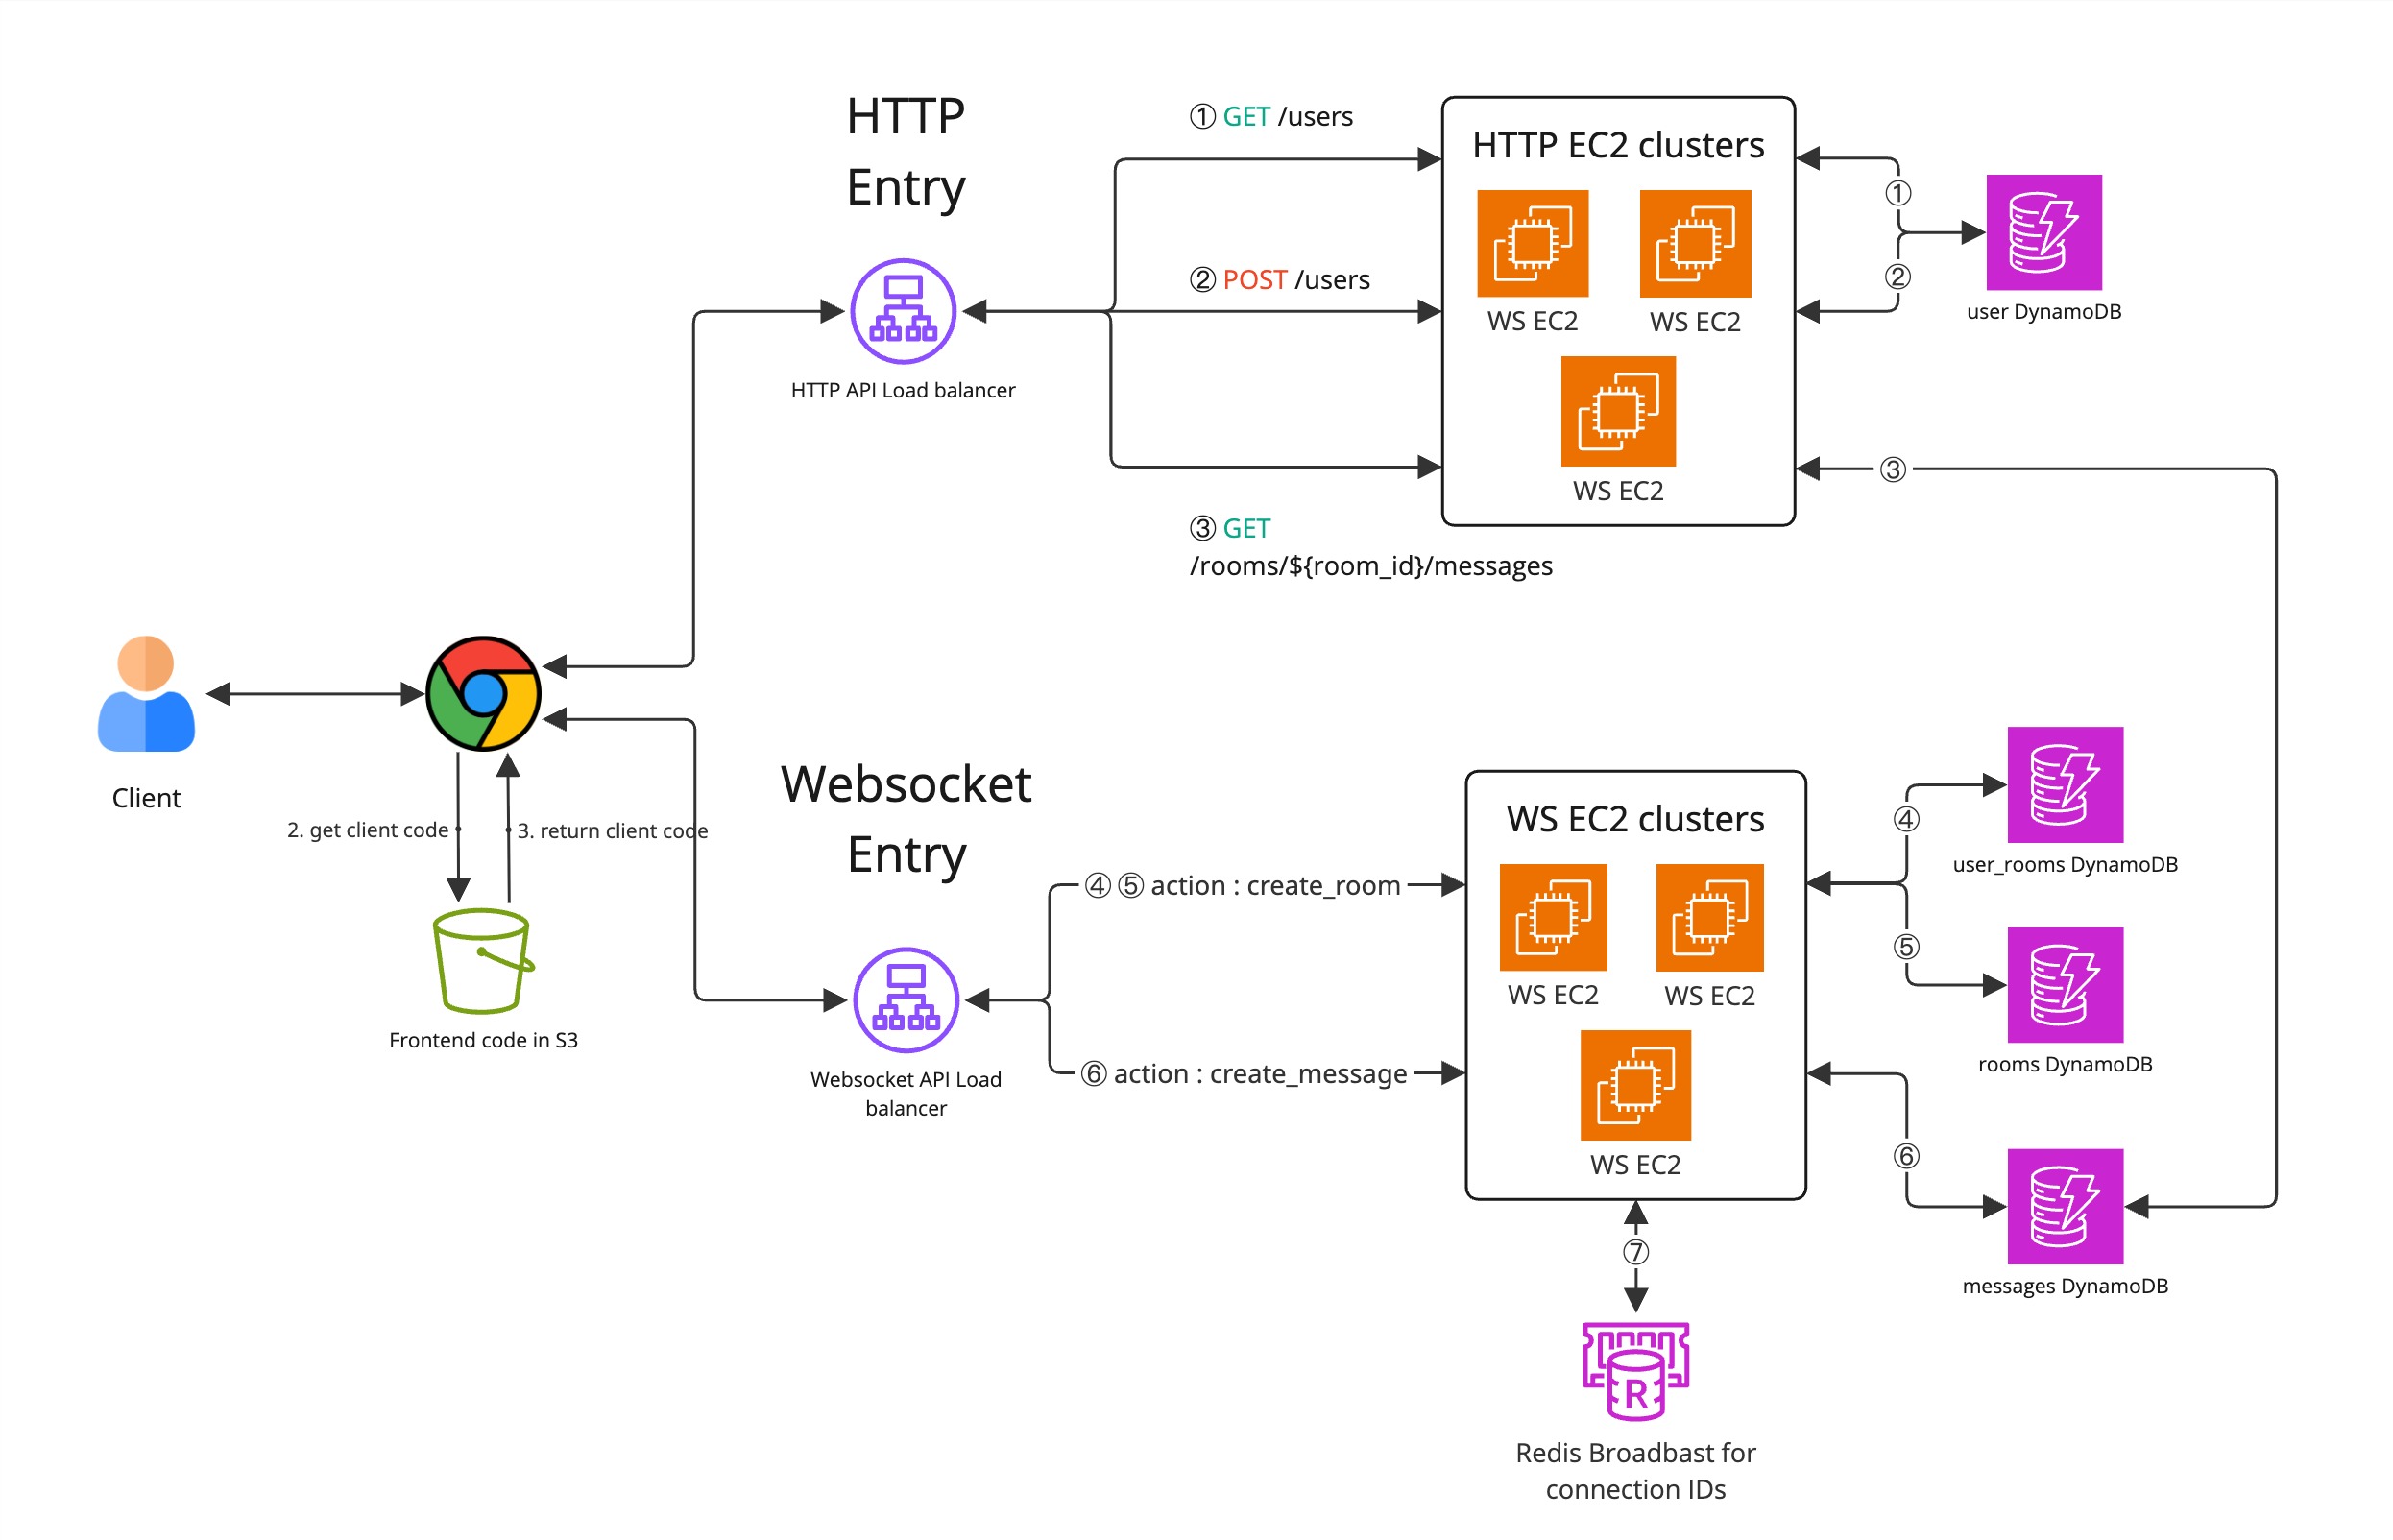 HTTP
Entry
① GET /users
HTTP EC2 clusters
①
② POST /users
WS EC2
WS EC2
②
user DynamoDB
HTTP API Load balancer
WS EC2
③
③ GET
/rooms/${room_id}/messages
Client
2. get client code
3. return client code
Frontend code in S3
Websocket
Entry
WS EC2 clusters
④
user_rooms DynamoDB
④ ⑤ action : create_room
WS EC2
WS EC2
⑤
rooms DynamoDB
Websocket API Load
balancer
⑥ action : create_message
WS EC2
⑥
messages DynamoDB
⑦
R
Redis Broadbast for
connection IDs